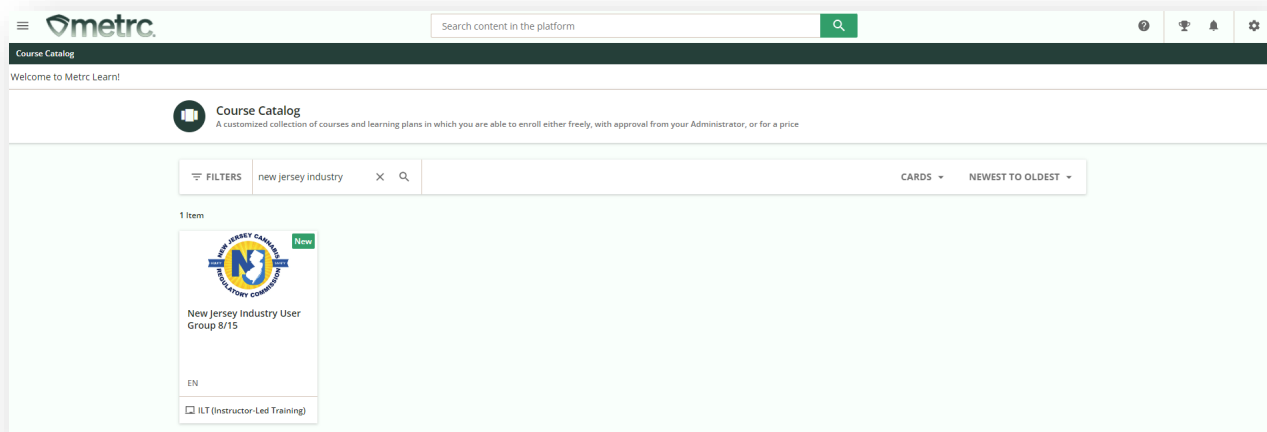 metrc.
Search content in the platform
Course Catalog
Welcome to Metrc Learn!
Course Catalog
A customized collection of courses and learning plans in which you are able to enroll either freely, with approval from your Administrator, or for a price
FILTERS
new jersey industry
CARDS
NEWEST TO OLDEST
1 Item
New
NEW JERSEY CANNABIS
NJ
REGULATORY COMMISSION
New Jersey Industry User
Group 8/15
EN
ILT (Instructor-Led Training)